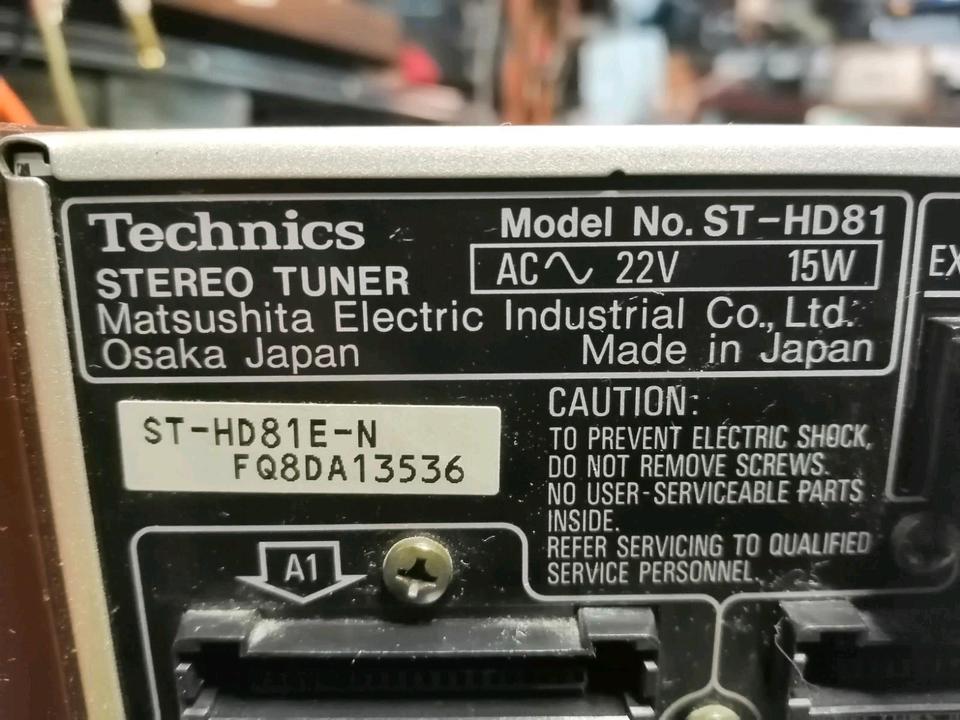 Technics
Model No. ST-HD81
STEREO TUNER
AC 22V 15W
Matsushita Electric Industrial Co., Ltd.
Osaka Japan Made in Japan
EX
ST-HD81E-N
FQ8DA13536
CAUTION:
TO PREVENT ELECTRIC SHOCK,
DO NOT REMOVE SCREWS.
NO USER-SERVICEABLE PARTS
INSIDE.
REFER SERVICING TO QUALIFIED
SERVICE PERSONNEL.
A1